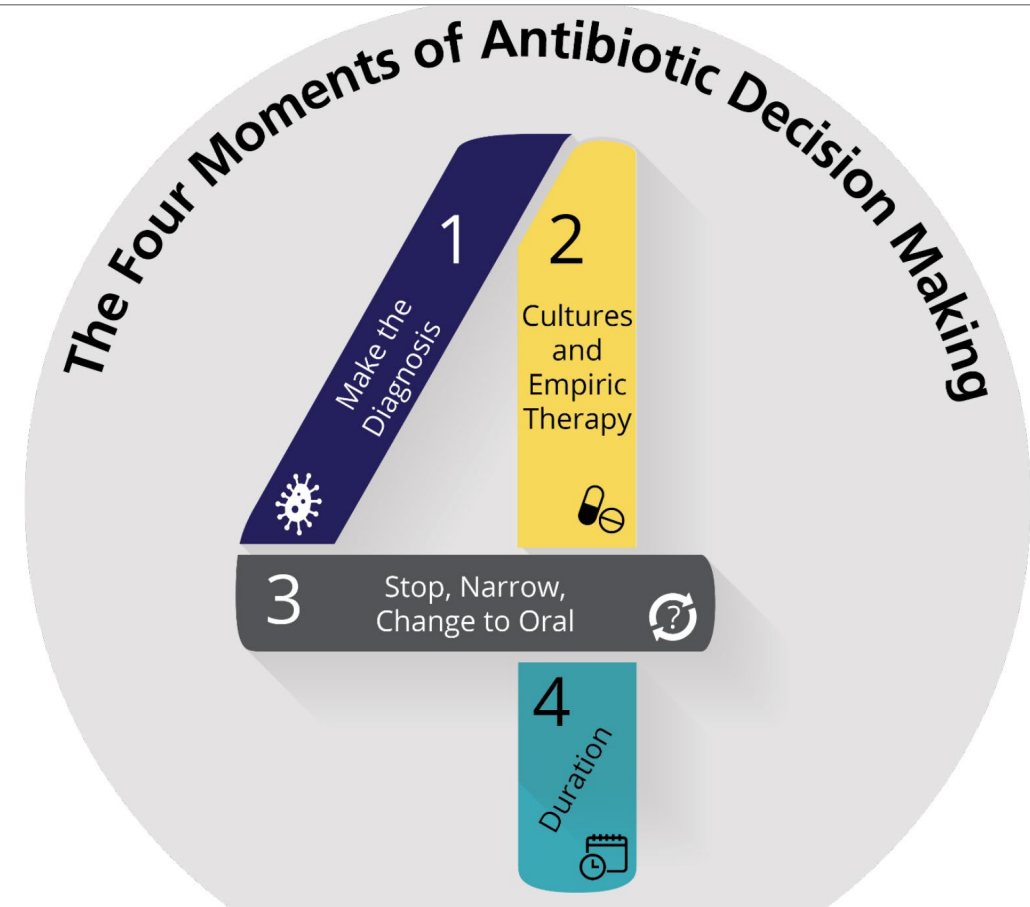 The Four Moments of Antibiotic Decision Making
1
Make the
Diagnosis
2
Cultures
and
Empiric
Therapy
3
Stop, Narrow,
Change to Oral
?
4
Duration